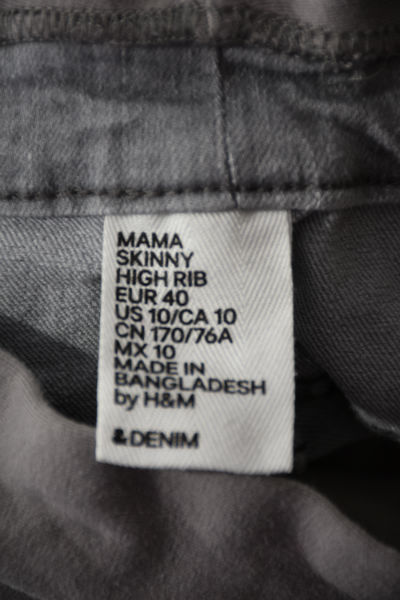 MAMA
SKINNY
HIGH RIB
EUR 40
US 10/CA 10
CN 170/76A
MX 10
MADE IN
BANGLADESH
by H&M
& DENIM